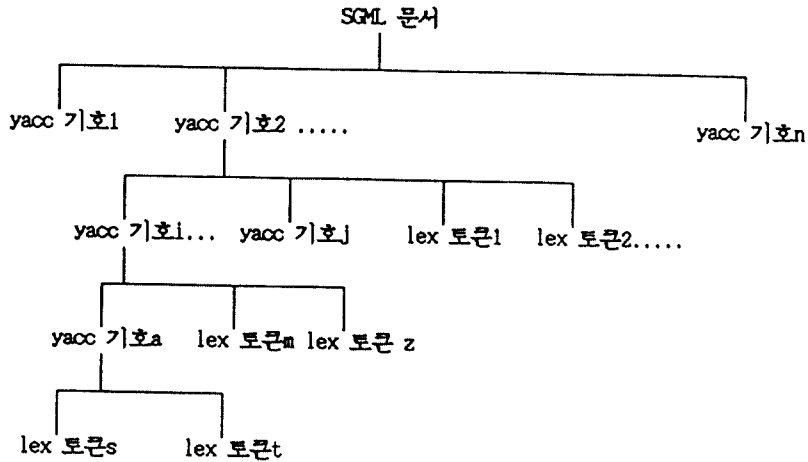 SGML 문서
yacc 기호1 yacc 기호2 ..... yacc 기호n
yacc 기호i... yacc 기호j lex 토큰1 lex 토큰2.....
yacc 기호a lex 토큰m lex 토큰 z
lex 토큰s lex 토큰t